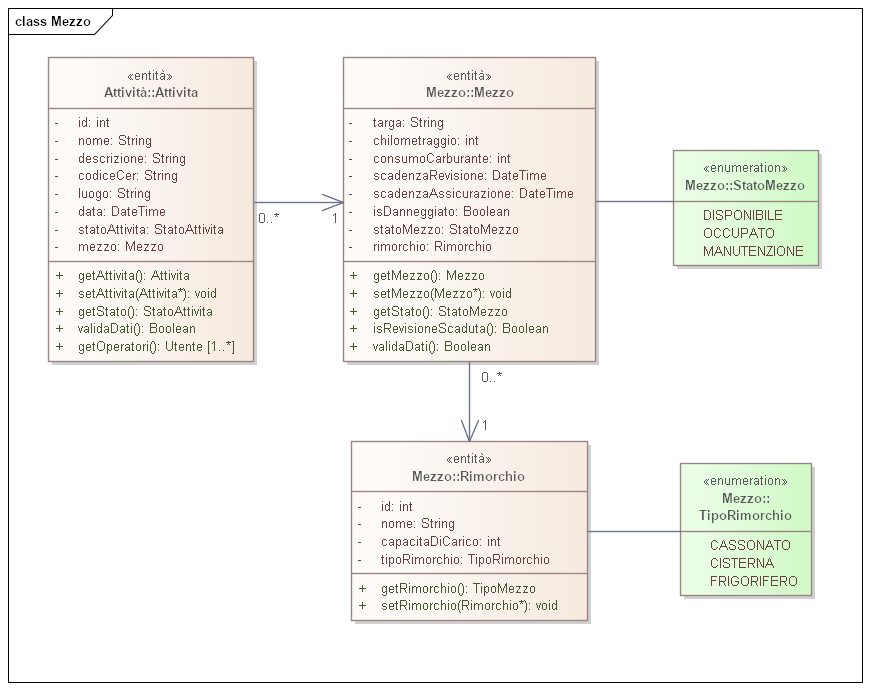 class Mezzo
«entità»
Attività::Attivita
- id: int
- nome: String
- descrizione: String
- codiceCer: String
- luogo: String
- data: DateTime
- statoAttivita: StatoAttivita
- mezzo: Mezzo
+ getAttivita(): Attivita
+ setAttivita(Attivita*): void
+ getStato(): StatoAttivita
+ validaDati(): Boolean
+ getOperatori(): Utente [1..*]
0..*
1
«entità»
Mezzo::Mezzo
- targa: String
- chilometraggio: int
- consumoCarburante: int
- scadenzaRevisione: DateTime
- scadenzaAssicurazione: DateTime
- isDanneggiato: Boolean
- statoMezzo: StatoMezzo
- rimorchio: Rimorchio
+ getMezzo(): Mezzo
+ setMezzo(Mezzo*): void
+ getStato(): StatoMezzo
+ isRevisioneScaduta(): Boolean
+ validaDati(): Boolean
«enumeration»
Mezzo::StatoMezzo
DISPONIBILE
OCCUPATO
MANUTENZIONE
0..*
1
«entità»
Mezzo::Rimorchio
- id: int
- nome: String
- capacitaDiCarico: int
- tipoRimorchio: TipoRimorchio
+ getRimorchio(): TipoMezzo
+ setRimorchio(Rimorchio*): void
«enumeration»
Mezzo::
TipoRimorchio
CASSONATO
CISTERNA
FRIGORIFERO